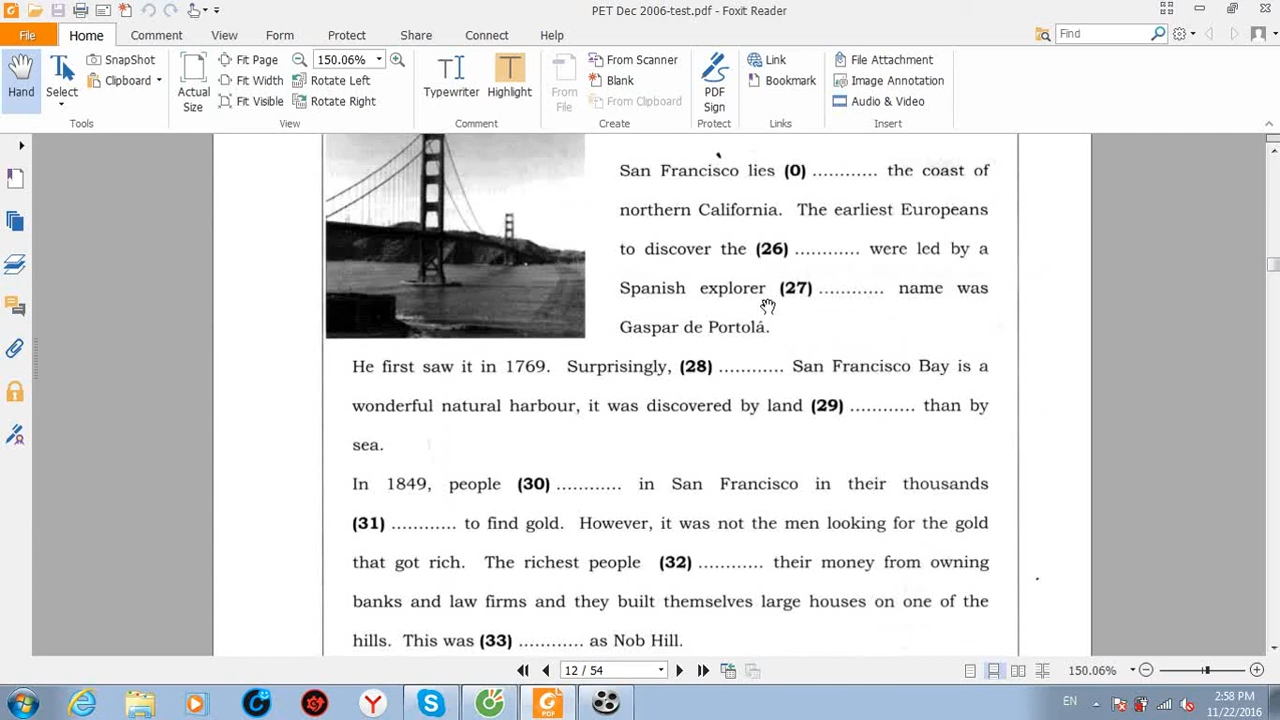 PET Dec 2006-test.pdf - Foxit Reader
File Home Comment View Form Protect Share Connect Help
Find
Hand
Select
SnapShot
Clipboard
Tools
Actual Size
Fit Page
Fit Width
Fit Visible
150.06%
Rotate Left
Rotate Right
View
Typewriter
Highlight
Comment
From File
From Scanner
Blank
From Clipboard
Create
PDF Sign
Protect
Link
Bookmark
Links
File Attachment
Image Annotation
Audio & Video
Insert
San Francisco lies (0) ............ the coast of
northern California. The earliest Europeans
to discover the (26) ............ were led by a
Spanish explorer (27) ............ name was
Gaspar de Portolá.
He first saw it in 1769. Surprisingly, (28) ............ San Francisco Bay is a
wonderful natural harbour, it was discovered by land (29) ............ than by
sea.
In 1849, people (30) ............ in San Francisco in their thousands
(31) ............ to find gold. However, it was not the men looking for the gold
that got rich. The richest people (32) ............ their money from owning
banks and law firms and they built themselves large houses on one of the
hills. This was (33) ............ as Nob Hill.
12 / 54
150.06%
EN
2:58 PM
11/22/2016